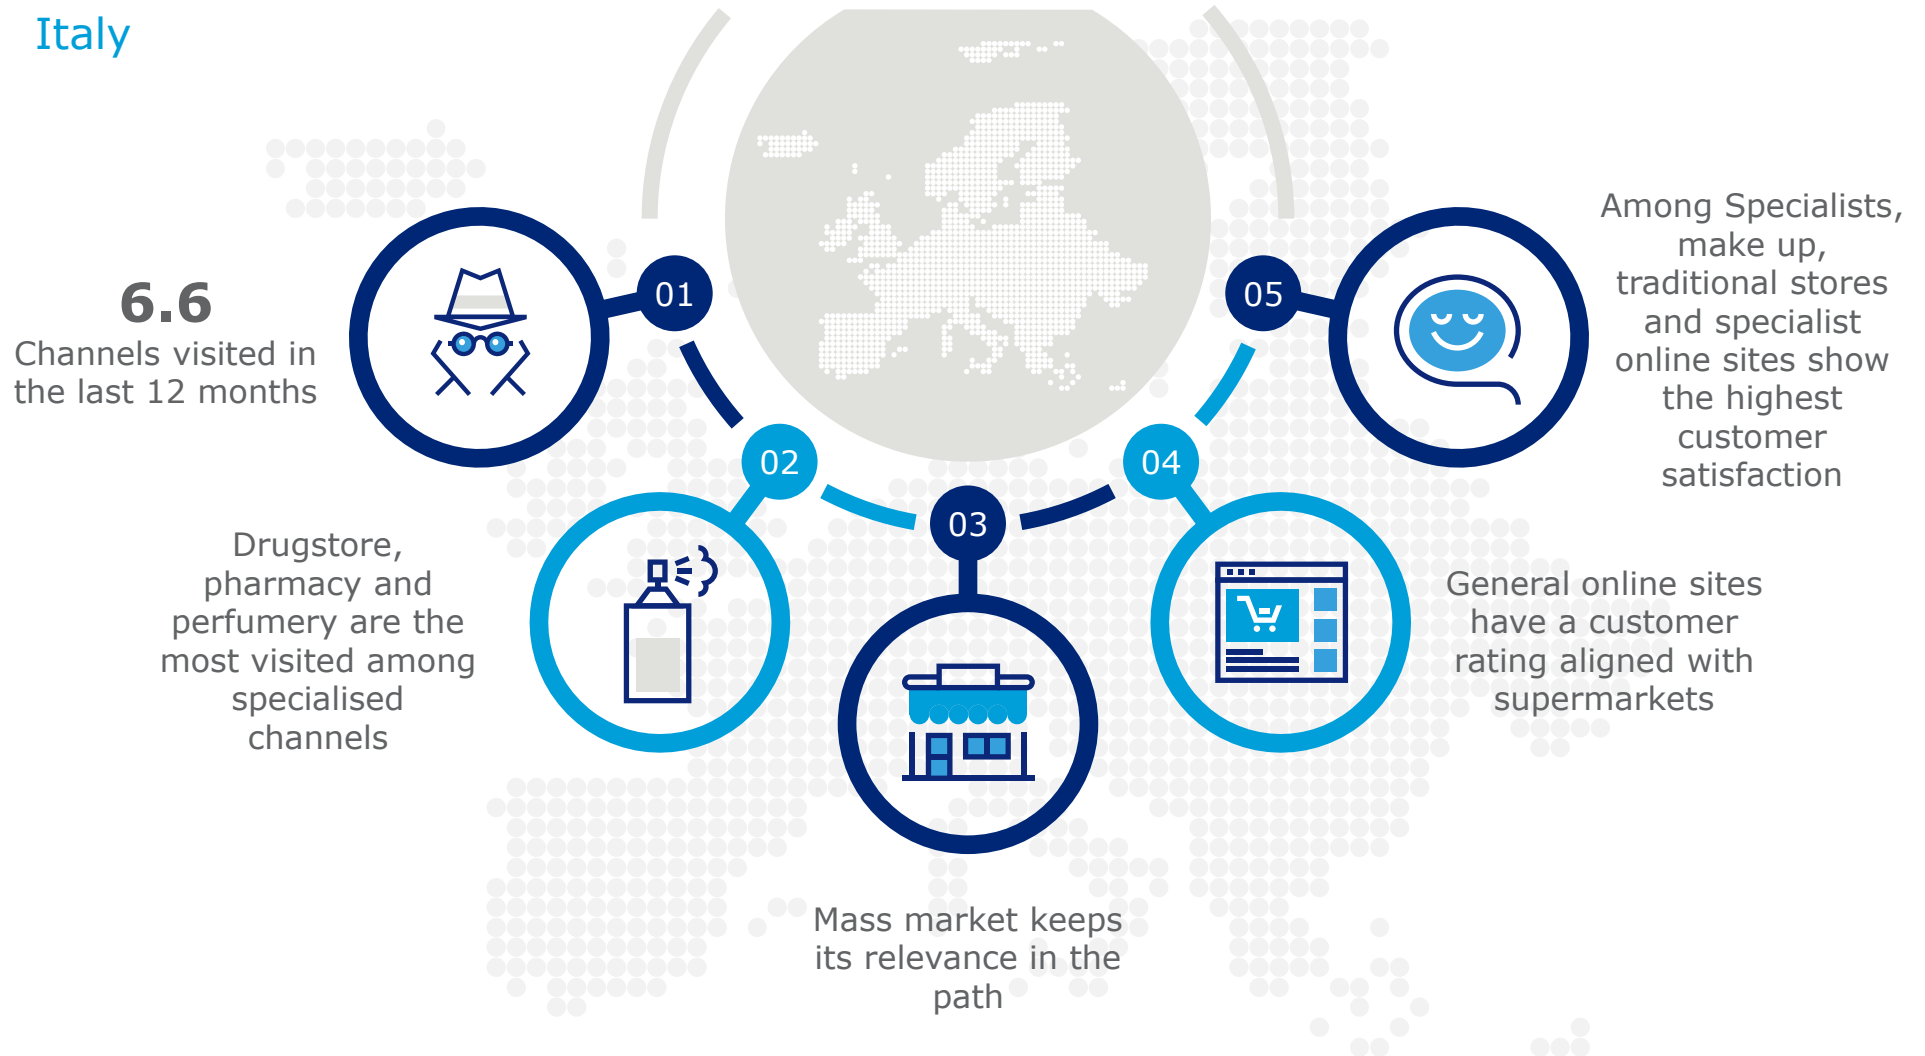 Italy
01
6.6
Channels visited in
the last 12 months
02
Drugstore,
pharmacy and
perfumery are the
most visited among
specialised
channels
03
Mass market keeps
its relevance in the
path
04
General online sites
have a customer
rating aligned with
supermarkets
05
Among Specialists,
make up,
traditional stores
and specialist
online sites show
the highest
customer
satisfaction